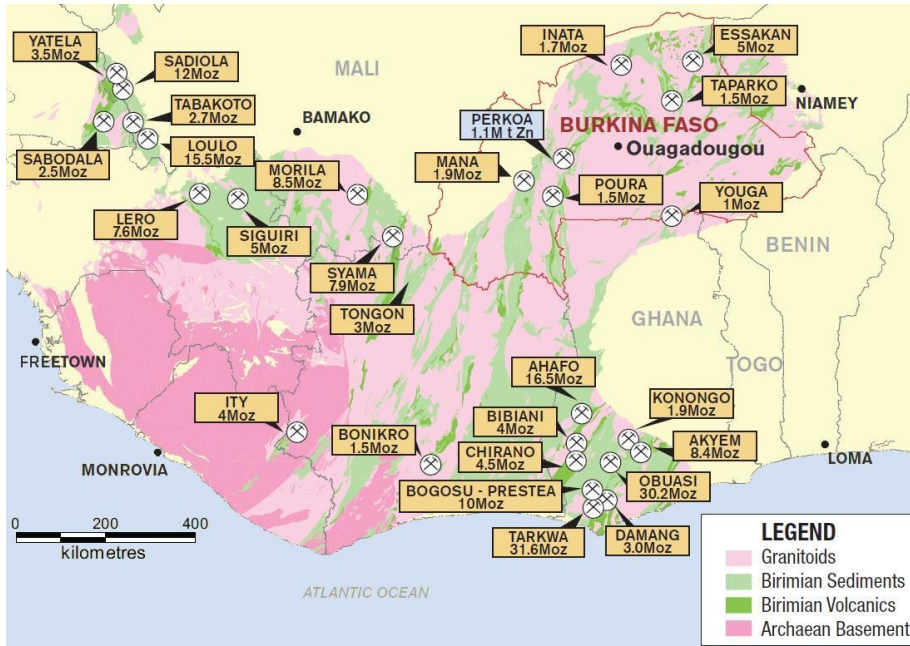 YATELA
3.5Moz
SADIOLA
12Moz
TABAKOTO
2.7Moz
SABODALA
2.5Moz
LOULO
15.5Moz
MALI
BAMAKO
LERO
7.6Moz
SIGUIRI
5Moz
MORILA
8.5Moz
SYAMA
7.9Moz
TONGON
3Moz
INATA
1.7Moz
ESSAKAN
5Moz
TAPARKO
1.5Moz
NIAMEY
PERKOA
1.1M t Zn
BURKINA FASO
Ouagadougou
MANA
1.9Moz
POURA
1.5Moz
YOUGA
1Moz
BENIN
GHANA
TOGO
FREETOWN
MONROVIA
ITY
4Moz
BONIKRO
1.5Moz
AHAFO
16.5Moz
KONONGO
1.9Moz
BIBIANI
4Moz
AKYEM
8.4Moz
CHIRANO
4.5Moz
OBUASI
30.2Moz
BOGOSU - PRESTEA
10Moz
TARKWA
31.6Moz
DAMANG
3.0Moz
LOMA
0 200 400
kilometres
ATLANTIC OCEAN
LEGEND
Granitoids
Birimian Sediments
Birimian Volcanics
Archaean Basement